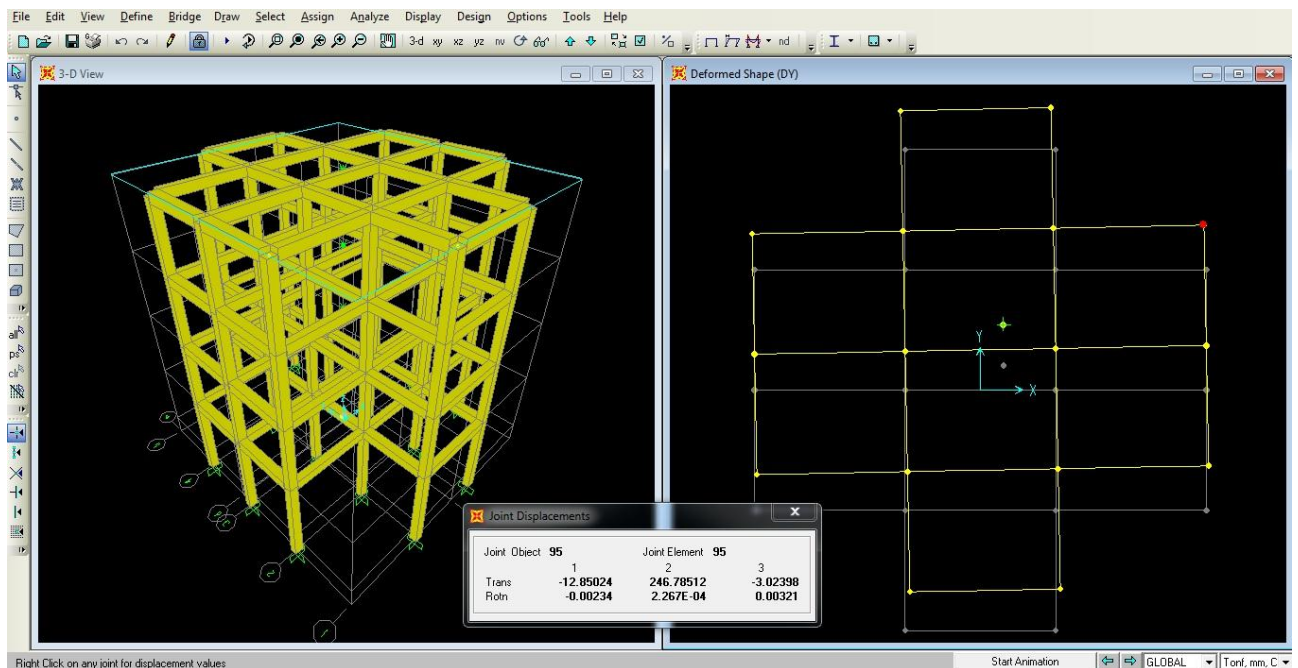 File Edit View Define Bridge Draw Select Assign Analyze Display Design Options Tools Help
3-d xy xz yz nv nd
3-D View
Deformed Shape (DY)
all
ps
clr
Y
X
Joint Displacements
Joint Object 95 Joint Element 95
1 2 3
Trans -12.85024 246.78512 -3.02398
Rotn -0.00234 2.267E-04 0.00321
Right Click on any joint for displacement values
Start Animation
GLOBAL
Tonf, mm, C